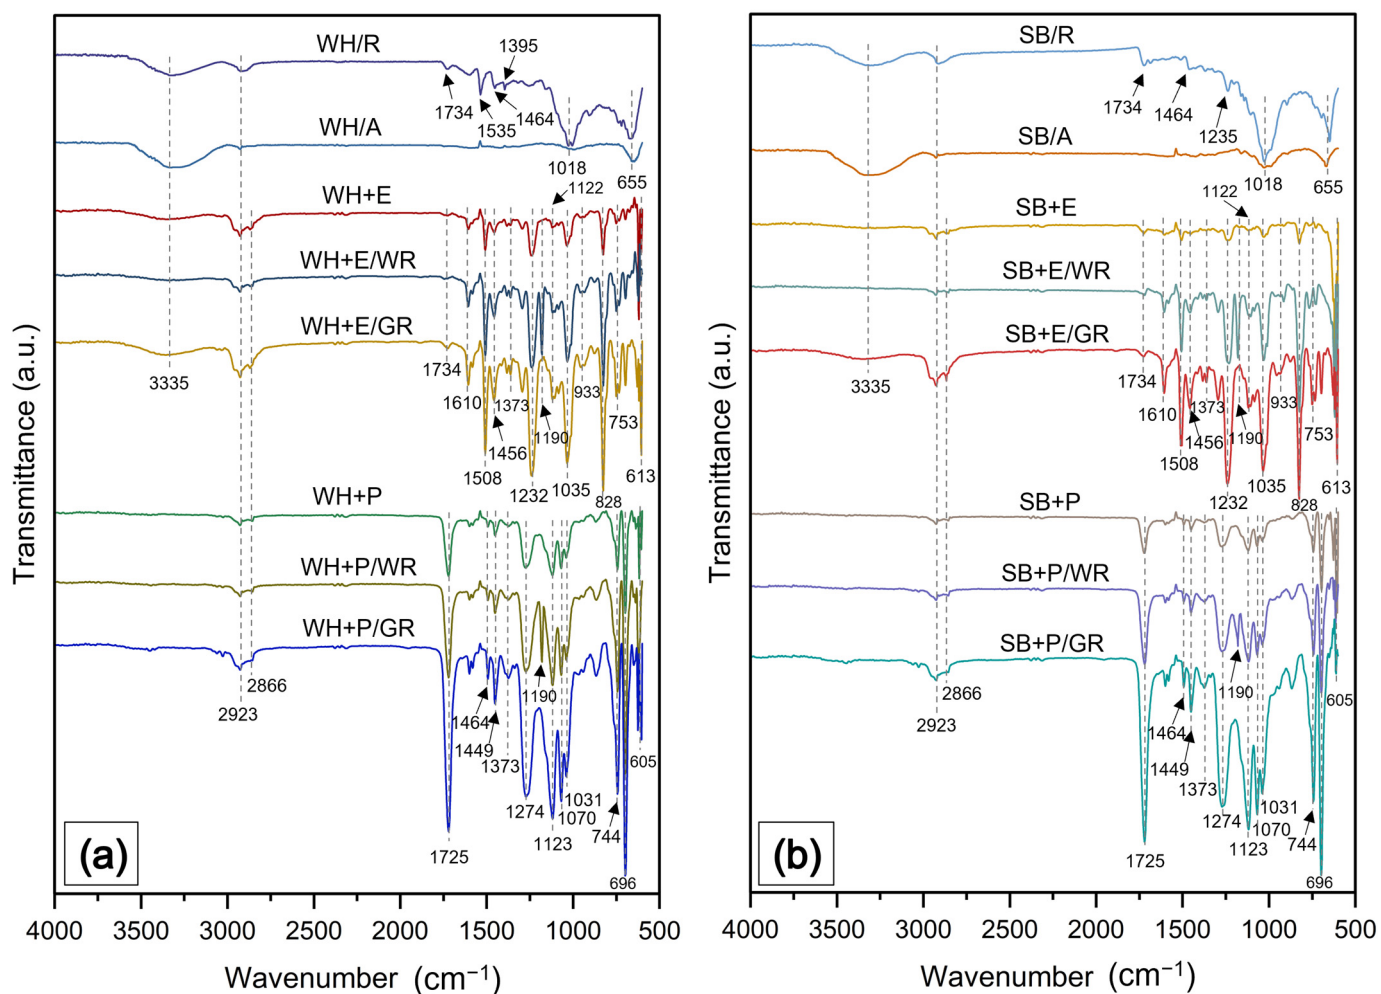 WH/R
1395
1734
1464
1535
WH/A
1018
1122
655
WH+E
WH+E/WR
WH+E/GR
3335
1734
1610
1373
933
1456
1190
753
1508
1232
1035
828
613
WH+P
WH+P/WR
WH+P/GR
2866
2923
1190
1464
1449
1373
605
1274
1031
1070
744
1725
1123
696
(a)
4000 3500 3000 2500 2000 1500 1000 500
Wavenumber (cm⁻¹)
Transmittance (a.u.)
SB/R
1734
1464
1235
SB/A
1018
655
1122
SB+E
SB+E/WR
SB+E/GR
3335
1734
1610
1373
933
1456
1190
753
1508
1232
1035
828
613
SB+P
SB+P/WR
SB+P/GR
2866
2923
1190
605
1464
1449
1373
1274
1031
1070
744
1725
1123
696
(b)
4000 3500 3000 2500 2000 1500 1000 500
Wavenumber (cm⁻¹)
Transmittance (a.u.)